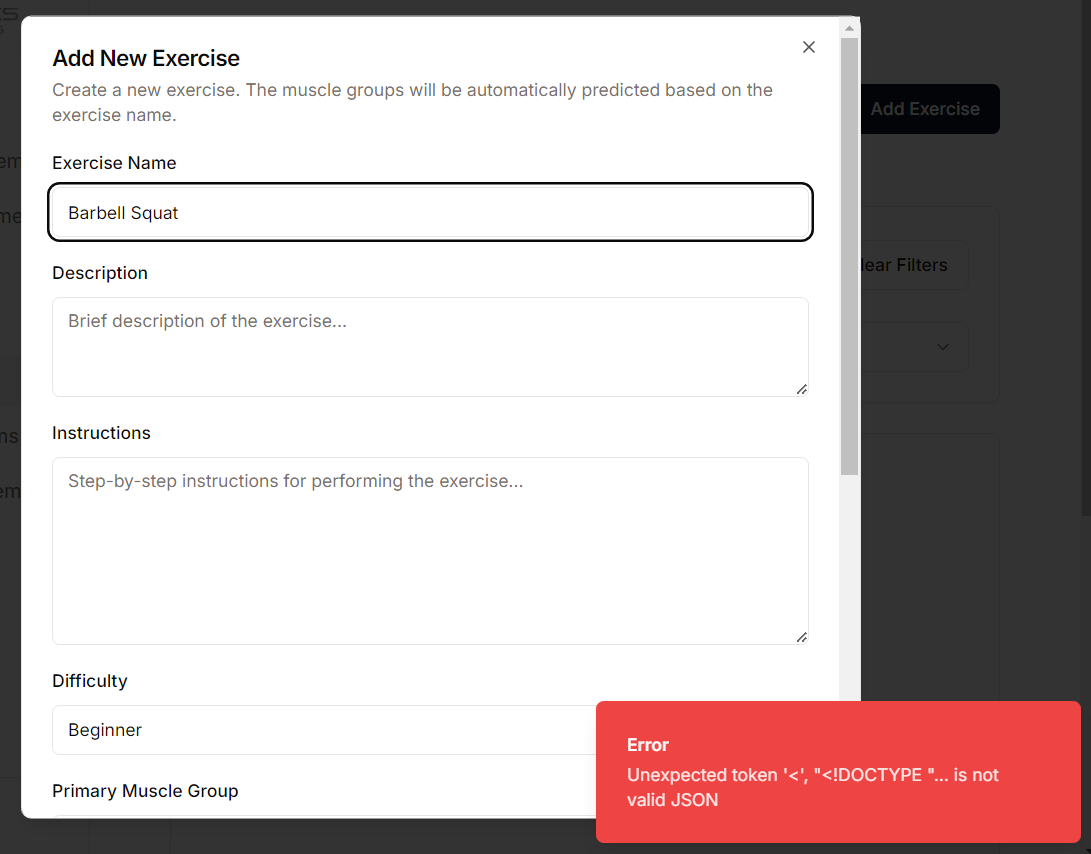 Add New Exercise
Create a new exercise. The muscle groups will be automatically predicted based on the
exercise name.
Add Exercise
Exercise Name
Barbell Squat
Description
lear Filters
Brief description of the exercise...
Instructions
Step-by-step instructions for performing the exercise...
Difficulty
Beginner
Primary Muscle Group
Error
Unexpected token '<', "<!DOCTYPE "... is not
valid JSON